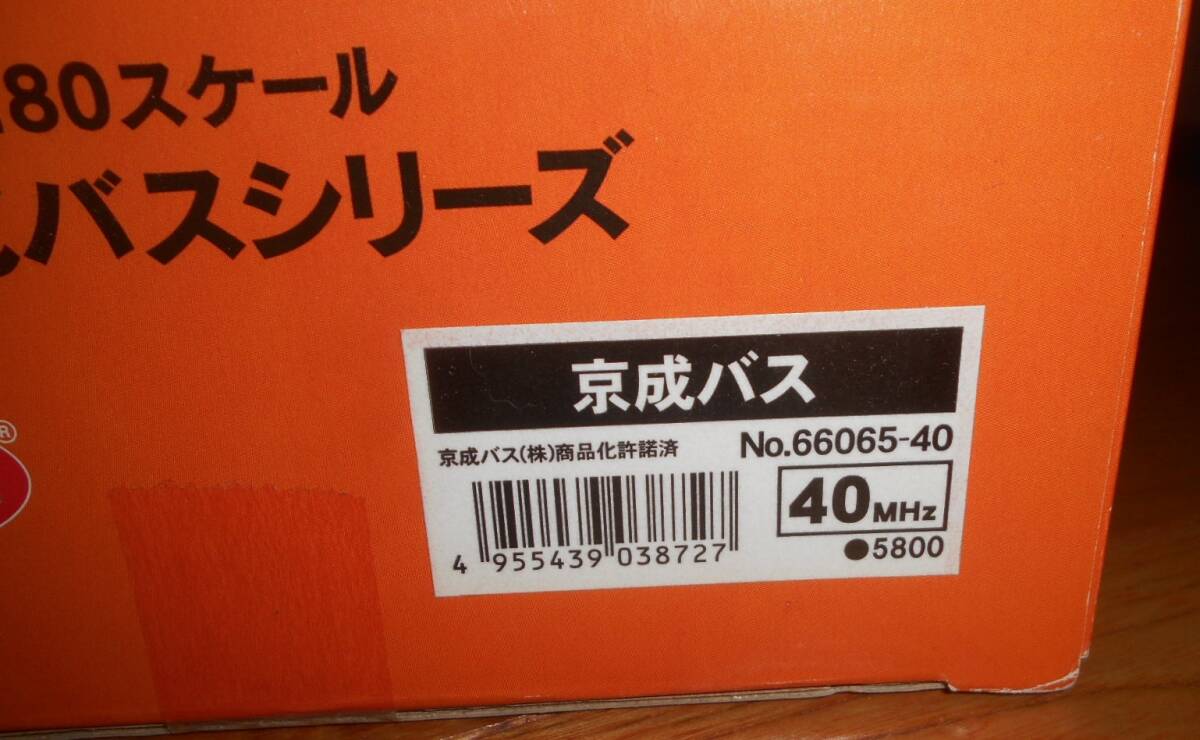 80スケール
バスシリーズ
京成バス
京成バス(株)商品化許諾済
No.66065-40
40MHz
●5800
4 955439 038727
®